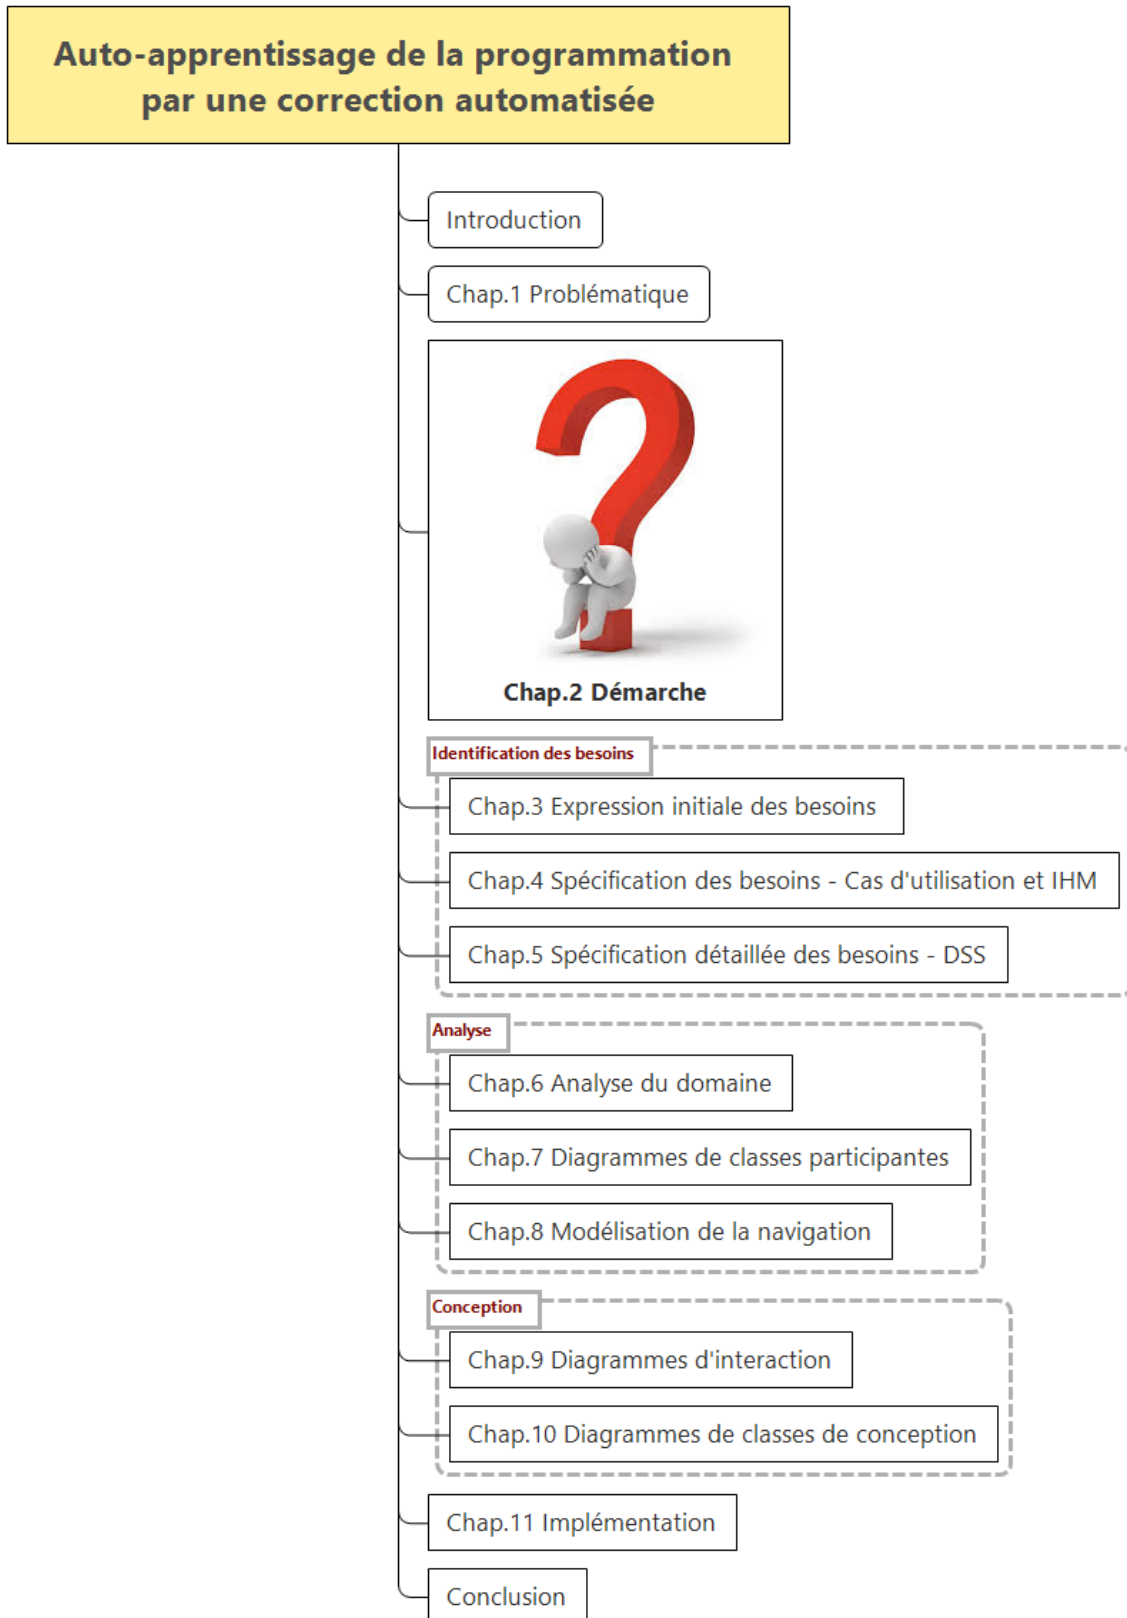 Auto-apprentissage de la programmation
par une correction automatisée
Introduction
Chap.1 Problématique
Chap.2 Démarche
Identification des besoins
Chap.3 Expression initiale des besoins
Chap.4 Spécification des besoins - Cas d'utilisation et IHM
Chap.5 Spécification détaillée des besoins - DSS
Analyse
Chap.6 Analyse du domaine
Chap.7 Diagrammes de classes participantes
Chap.8 Modélisation de la navigation
Conception
Chap.9 Diagrammes d'interaction
Chap.10 Diagrammes de classes de conception
Chap.11 Implémentation
Conclusion